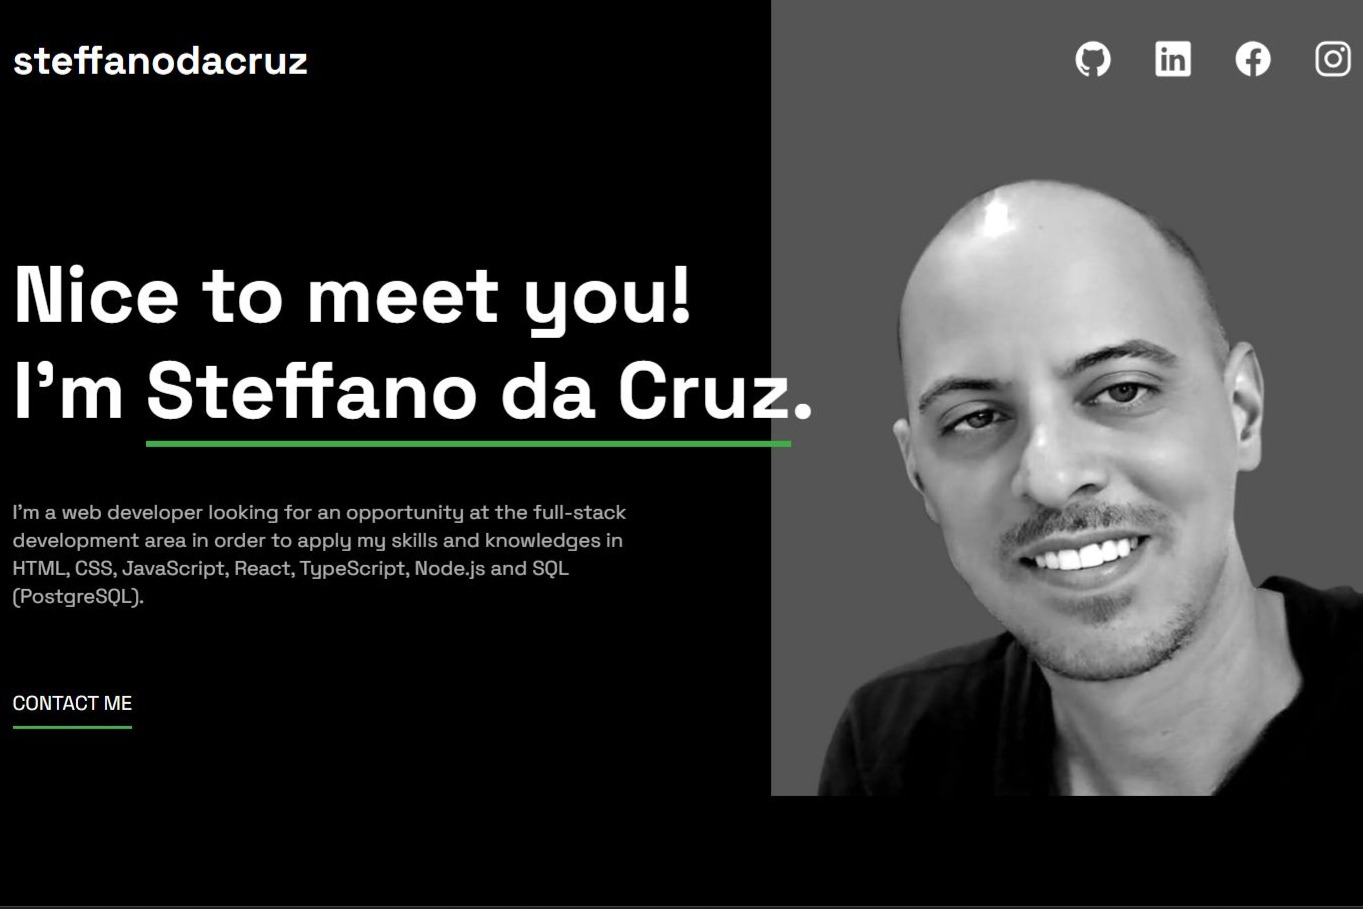 steffanodacruz
Nice to meet you!
I’m Steffano da Cruz.
I’m a web developer looking for an opportunity at the full-stack
development area in order to apply my skills and knowledges in
HTML, CSS, JavaScript, React, TypeScript, Node.js and SQL
(PostgreSQL).
CONTACT ME